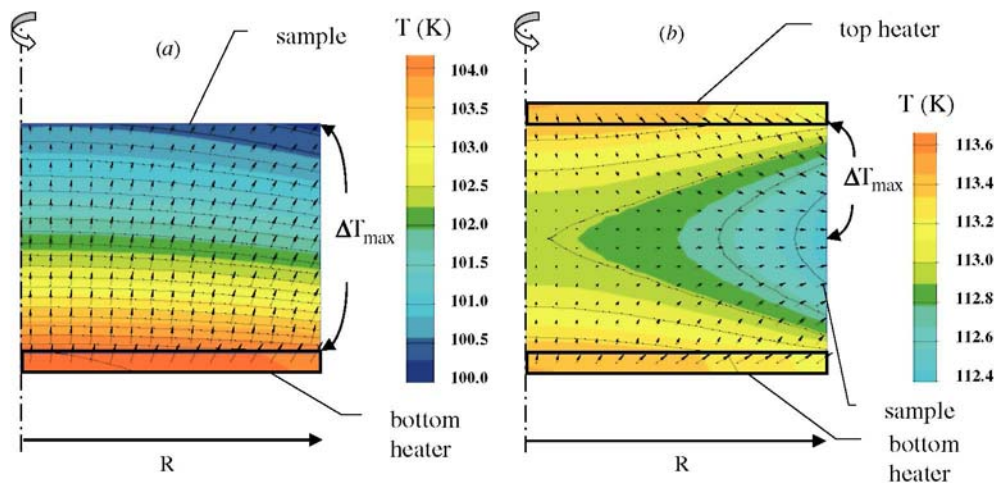 (a)
sample
T (K)
104.0
103.5
103.0
102.5
102.0
101.5
101.0
100.5
100.0
ΔTmax
bottom
heater
R
(b)
top heater
T (K)
113.6
113.4
113.2
113.0
112.8
112.6
112.4
ΔTmax
sample
bottom
heater
R